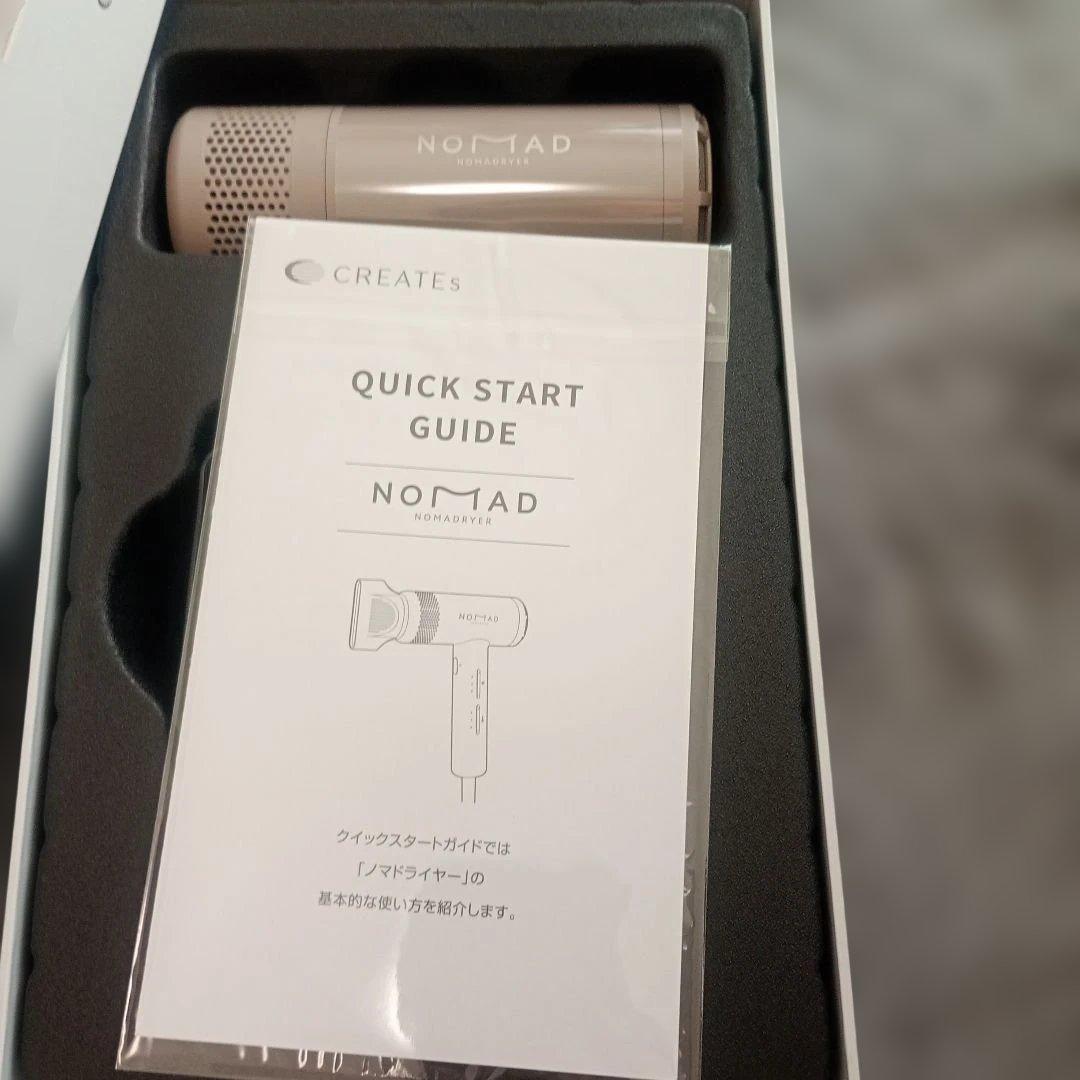 NOMAD
NOMADRYER
CREATEs
QUICK START
GUIDE
NOMAD
NOMADRYER
NOMAD
クイックスタートガイドでは
「ノマドライヤー」の
基本的な使い方を紹介します。